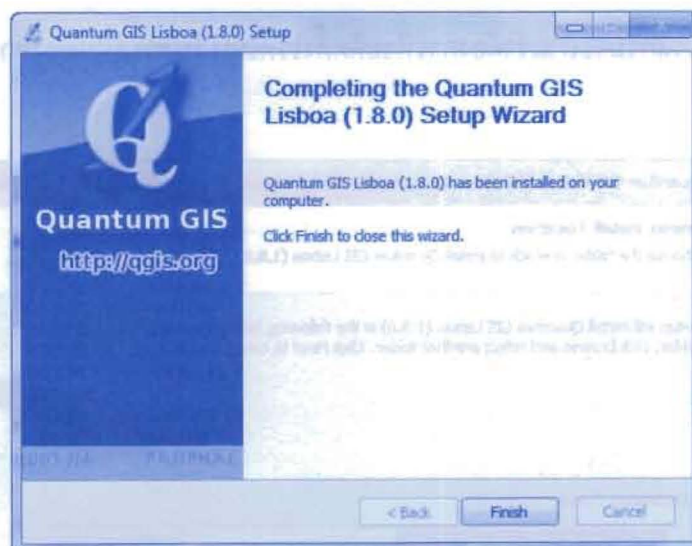 Quantum GIS Lisboa (1.8.0) Setup
Completing the Quantum GIS
Lisboa (1.8.0) Setup Wizard
Quantum GIS Lisboa (1.8.0) has been installed on your
computer.
Click Finish to close this wizard.
Quantum GIS
http://qgis.org
< Back
Finish
Cancel